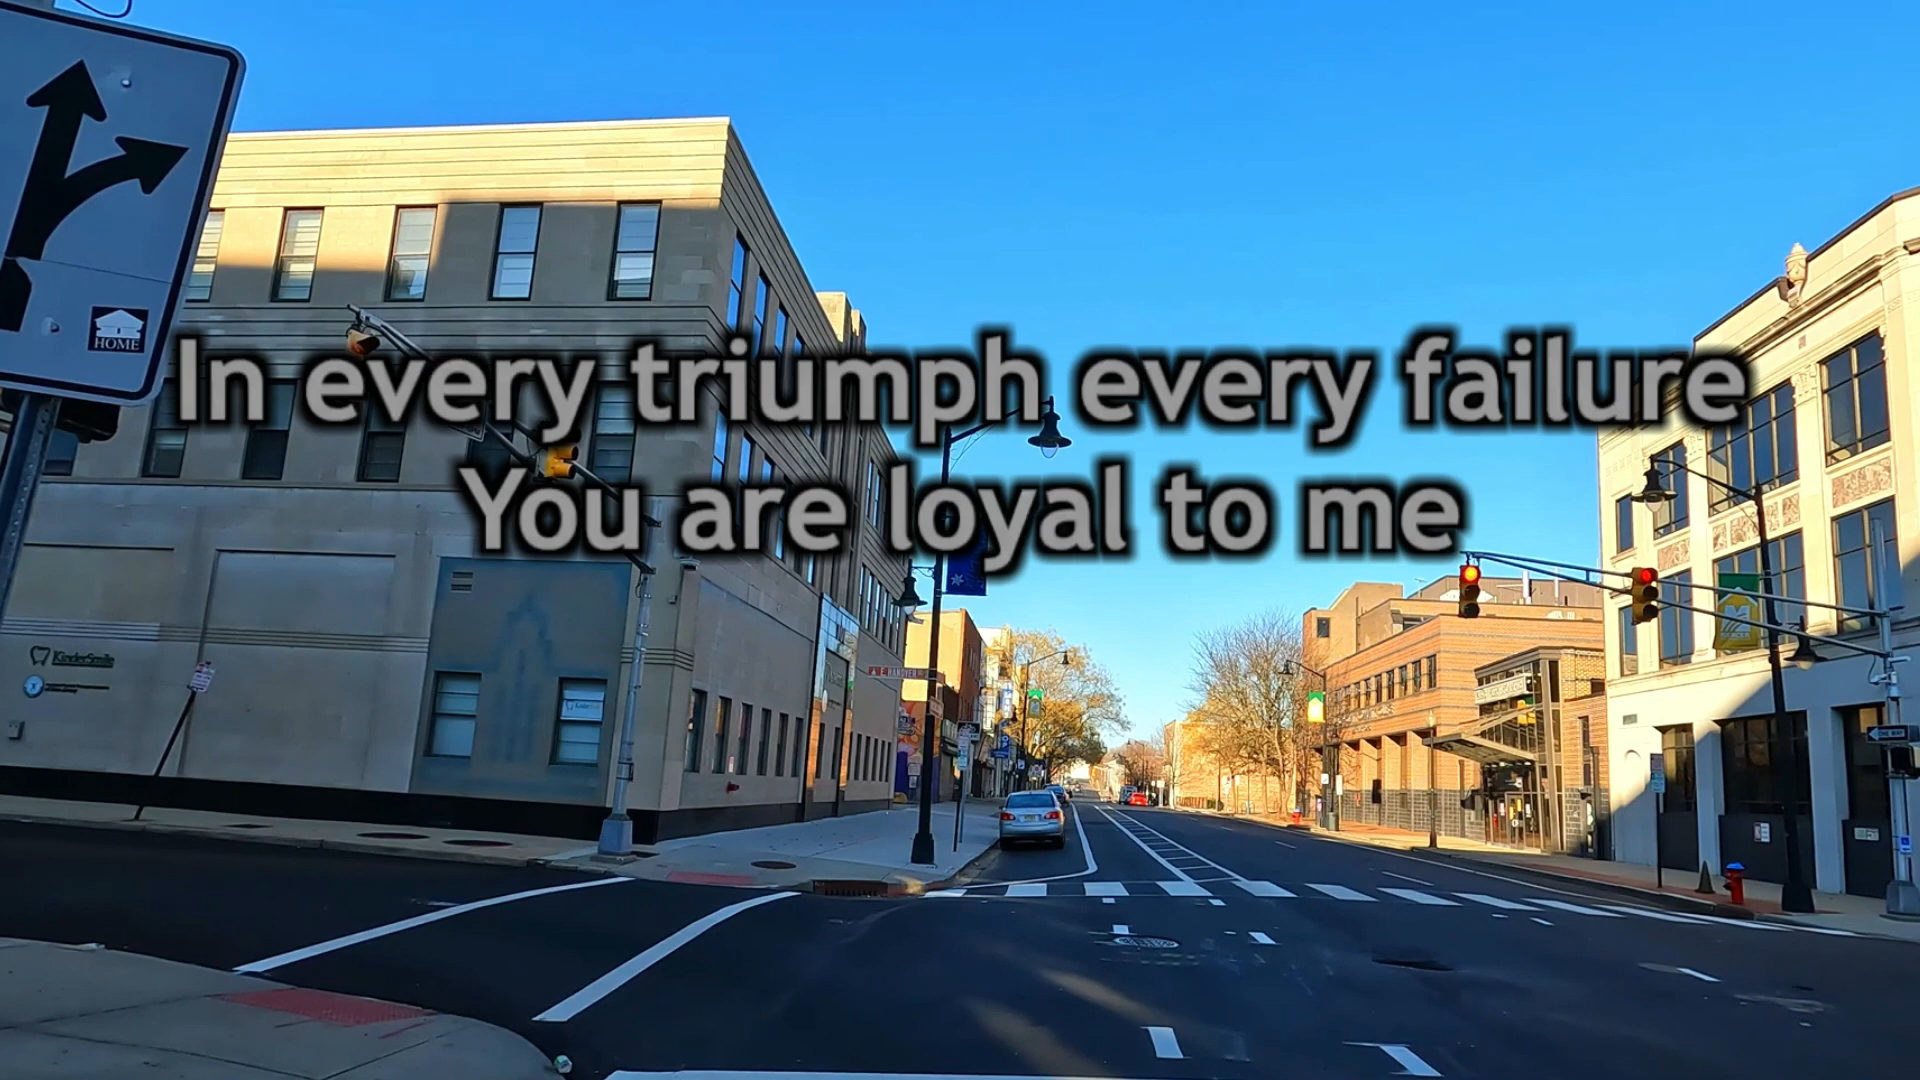 In every triumph every failure
You are loyal to me
HOME
KinderSmile
E. HANOVER
ONE WAY